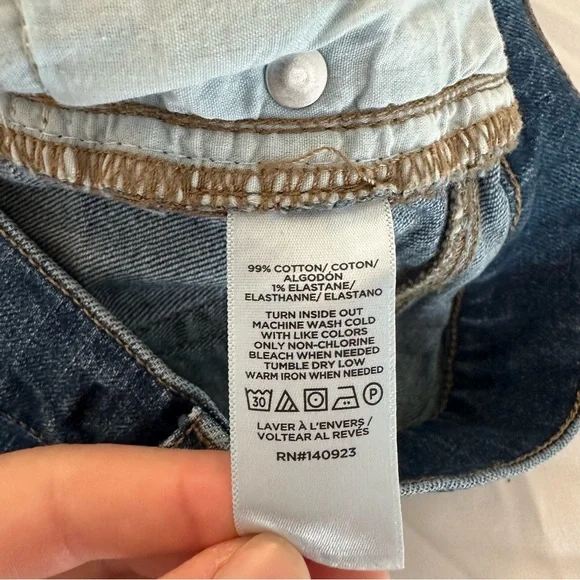 99% COTTON/ COTON/
ALGODÓN
1% ELASTANE/
ELASTHANNE/ ELASTANO
TURN INSIDE OUT
MACHINE WASH COLD
WITH LIKE COLORS
ONLY NON-CHLORINE
BLEACH WHEN NEEDED
TUMBLE DRY LOW
WARM IRON WHEN NEEDED
30 P
LAVER À L'ENVERS /
VOLTEAR AL REVÉS
RN#140923